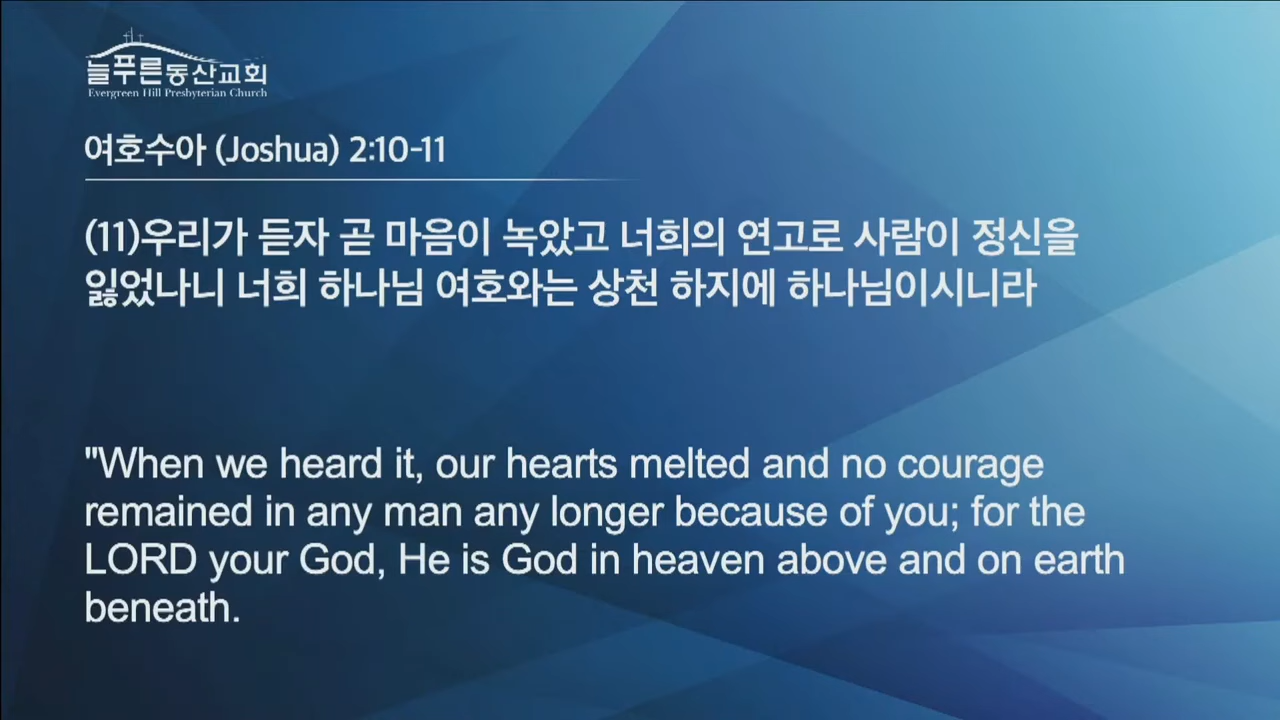 늘푸른동산교회
Evergreen Hill Presbyterian Church
여호수아 (Joshua) 2:10-11
(11)우리가 듣자 곧 마음이 녹았고 너희의 연고로 사람이 정신을
잃었나니 너희 하나님 여호와는 상천 하지에 하나님이시니라
"When we heard it, our hearts melted and no courage
remained in any man any longer because of you; for the
LORD your God, He is God in heaven above and on earth
beneath.